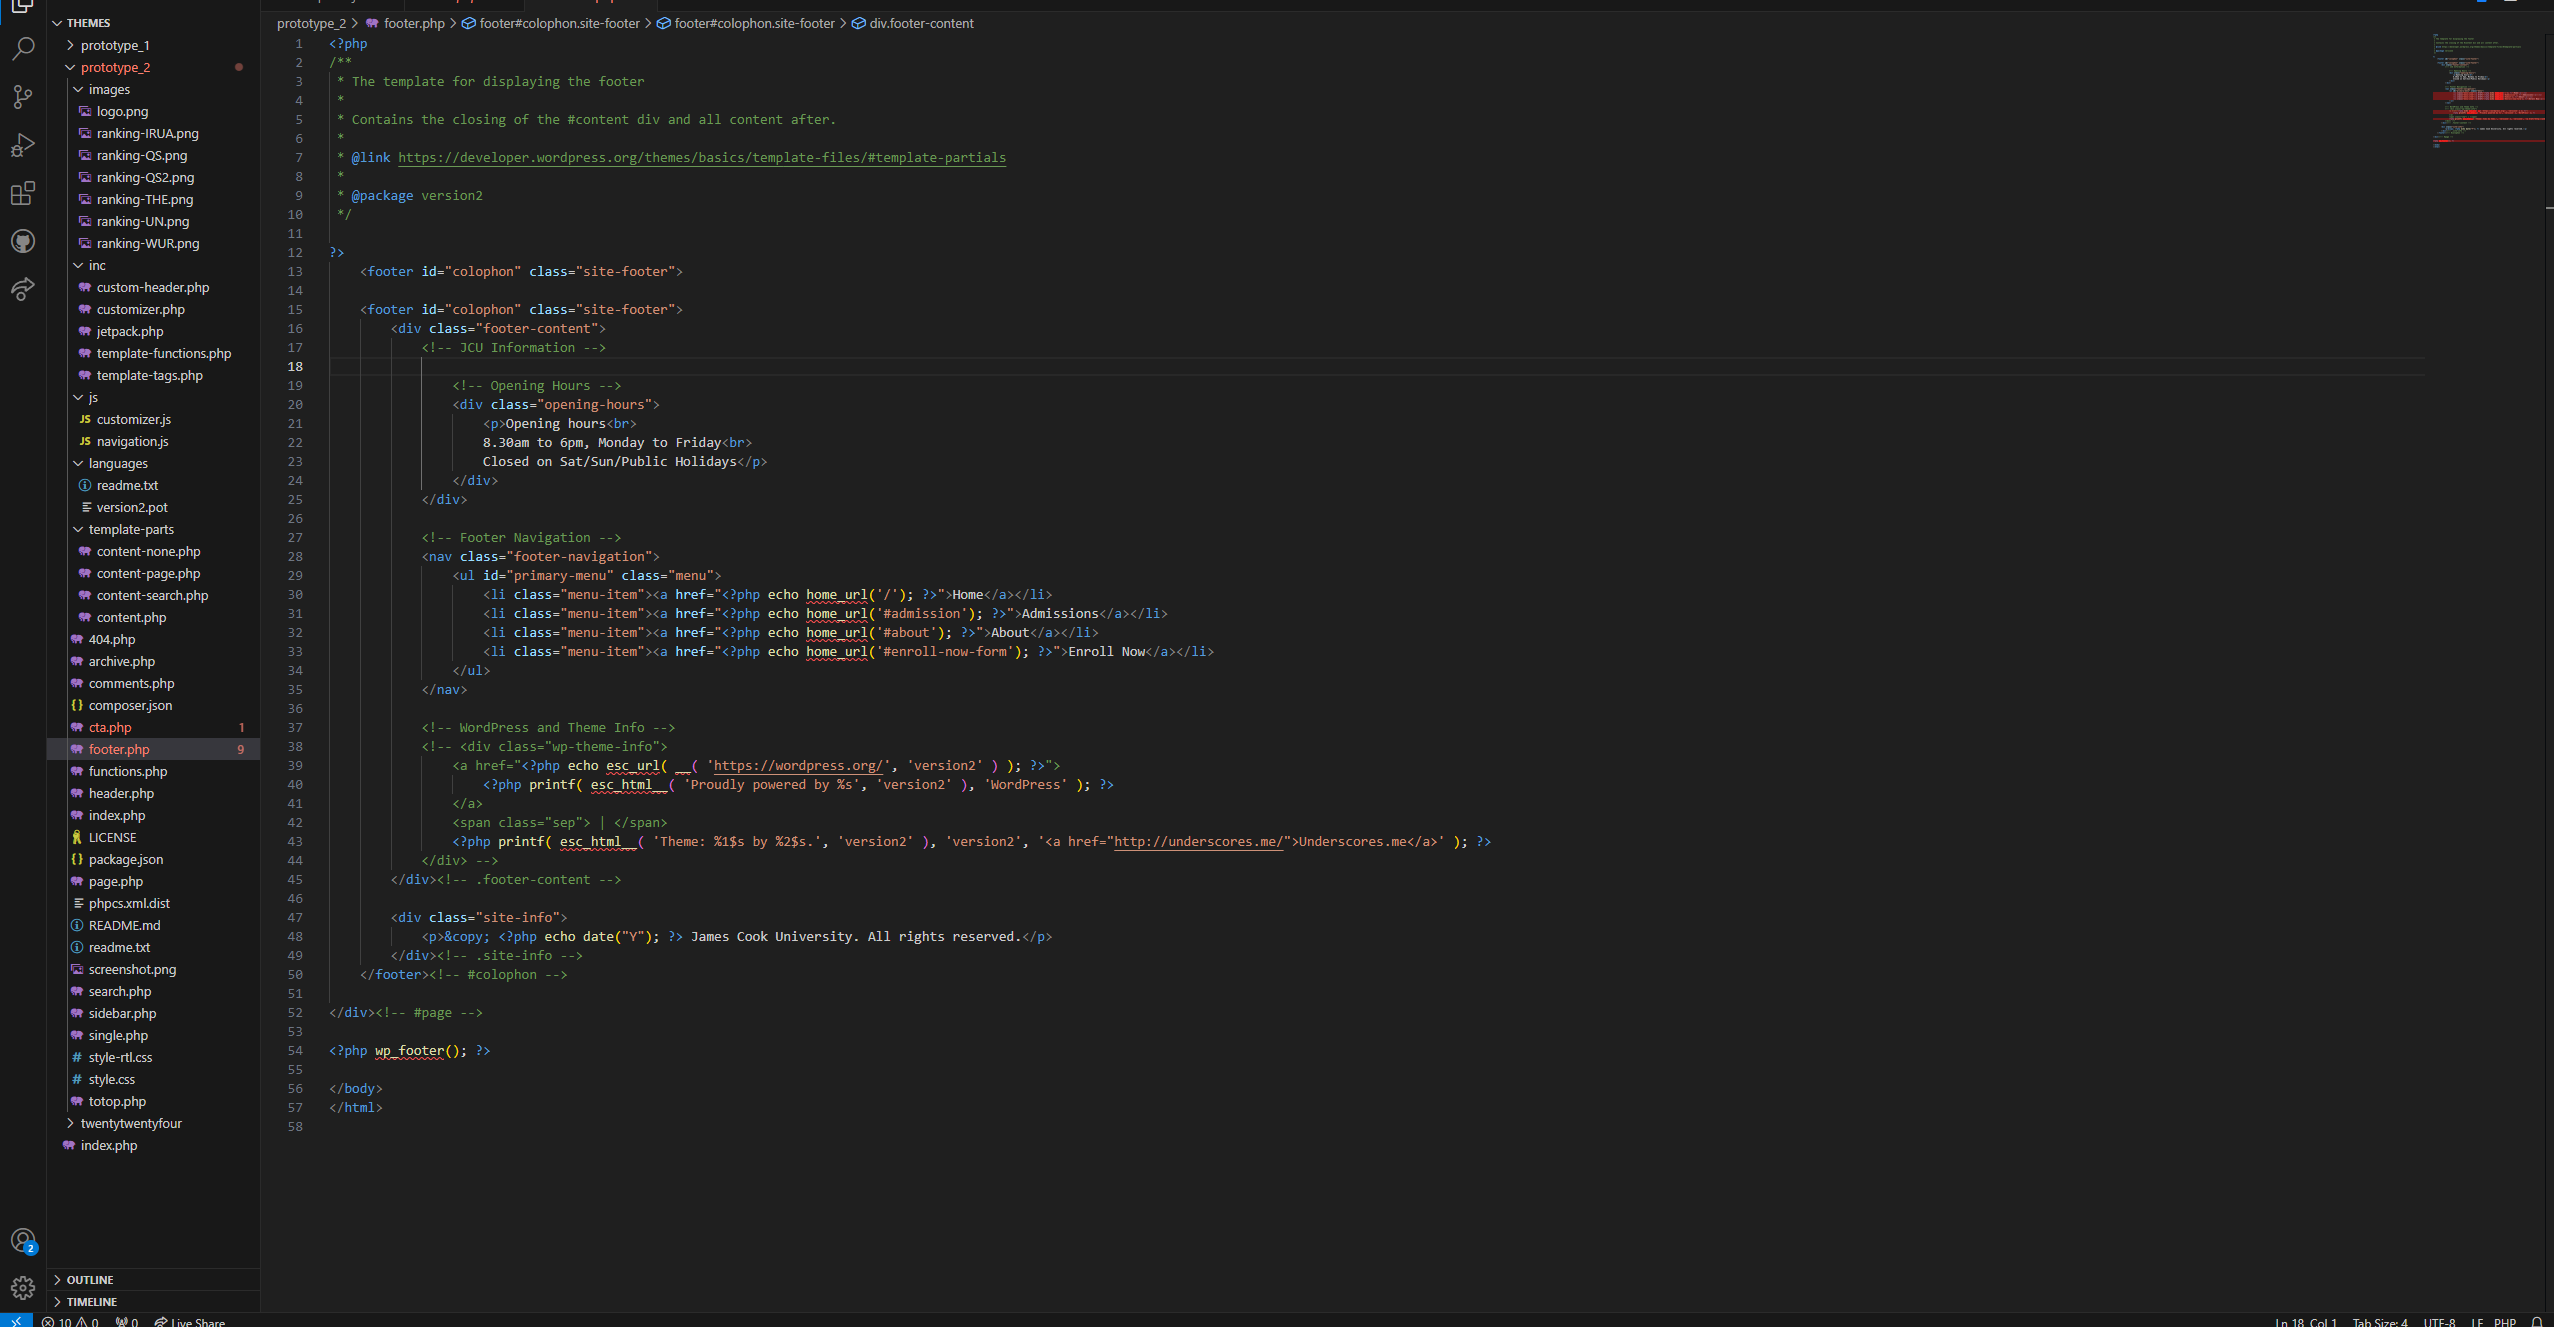 THEMES
prototype_1
prototype_2
images
logo.png
ranking-IRUA.png
ranking-QS.png
ranking-QS2.png
ranking-THE.png
ranking-UN.png
ranking-WUR.png
inc
custom-header.php
customizer.php
jetpack.php
template-functions.php
template-tags.php
js
JS customizer.js
JS navigation.js
languages
readme.txt
version2.pot
template-parts
content-none.php
content-page.php
content-search.php
content.php
404.php
archive.php
comments.php
{} composer.json
cta.php 1
footer.php 9
functions.php
header.php
index.php
LICENSE
{} package.json
page.php
phpcs.xml.dist
README.md
readme.txt
screenshot.png
search.php
sidebar.php
single.php
# style-rtl.css
# style.css
totop.php
twentytwentyfour
index.php
2
OUTLINE
TIMELINE
prototype_2 > footer.php > footer#colophon.site-footer > footer#colophon.site-footer > div.footer-content
1 <?php
2 /**
3 * The template for displaying the footer
4 *
5 * Contains the closing of the #content div and all content after.
6 *
7 * @link https://developer.wordpress.org/themes/basics/template-files/#template-partials
8 *
9 * @package version2
10 */
11
12 ?>
13 <footer id="colophon" class="site-footer">
14
15 <footer id="colophon" class="site-footer">
16 <div class="footer-content">
17 <!-- JCU Information -->
18
19 <!-- Opening Hours -->
20 <div class="opening-hours">
21 <p>Opening hours<br>
22 8.30am to 6pm, Monday to Friday<br>
23 Closed on Sat/Sun/Public Holidays</p>
24 </div>
25 </div>
26
27 <!-- Footer Navigation -->
28 <nav class="footer-navigation">
29 <ul id="primary-menu" class="menu">
30 <li class="menu-item"><a href="<?php echo home_url('/'); ?>">Home</a></li>
31 <li class="menu-item"><a href="<?php echo home_url('#admission'); ?>">Admissions</a></li>
32 <li class="menu-item"><a href="<?php echo home_url('#about'); ?>">About</a></li>
33 <li class="menu-item"><a href="<?php echo home_url('#enroll-now-form'); ?>">Enroll Now</a></li>
34 </ul>
35 </nav>
36
37 <!-- WordPress and Theme Info -->
38 <!-- <div class="wp-theme-info">
39 <a href="<?php echo esc_url( __( 'https://wordpress.org/', 'version2' ) ); ?>">
40 <?php printf( esc_html__( 'Proudly powered by %s', 'version2' ), 'WordPress' ); ?>
41 </a>
42 <span class="sep"> | </span>
43 <?php printf( esc_html__( 'Theme: %1$s by %2$s.', 'version2' ), 'version2', '<a href="http://underscores.me/">Underscores.me</a>' ); ?>
44 </div> -->
45 </div><!-- .footer-content -->
46
47 <div class="site-info">
48 <p>&copy; <?php echo date("Y"); ?> James Cook University. All rights reserved.</p>
49 </div><!-- .site-info -->
50 </footer><!-- #colophon -->
51
52 </div><!-- #page -->
53
54 <?php wp_footer(); ?>
55
56 </body>
57 </html>
58
10 0 0 Live Share Ln 18, Col 1 Tab Size: 4 UTF-8 LF PHP